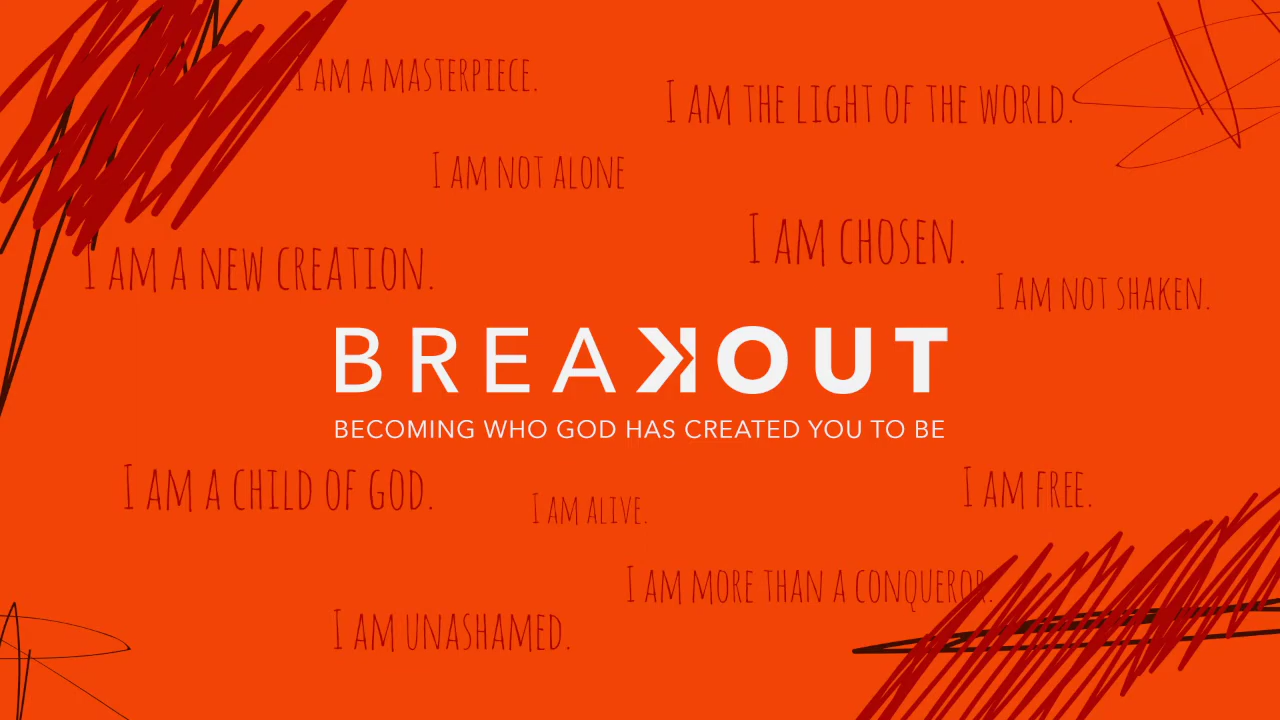 I AM A MASTERPIECE.
I AM THE LIGHT OF THE WORLD.
I AM NOT ALONE
I AM CHOSEN.
I AM A NEW CREATION.
I AM NOT SHAKEN.
BREAKOUT
BECOMING WHO GOD HAS CREATED YOU TO BE
I AM A CHILD OF GOD.
I AM ALIVE.
I AM FREE.
I AM MORE THAN A CONQUEROR.
I AM UNASHAMED.